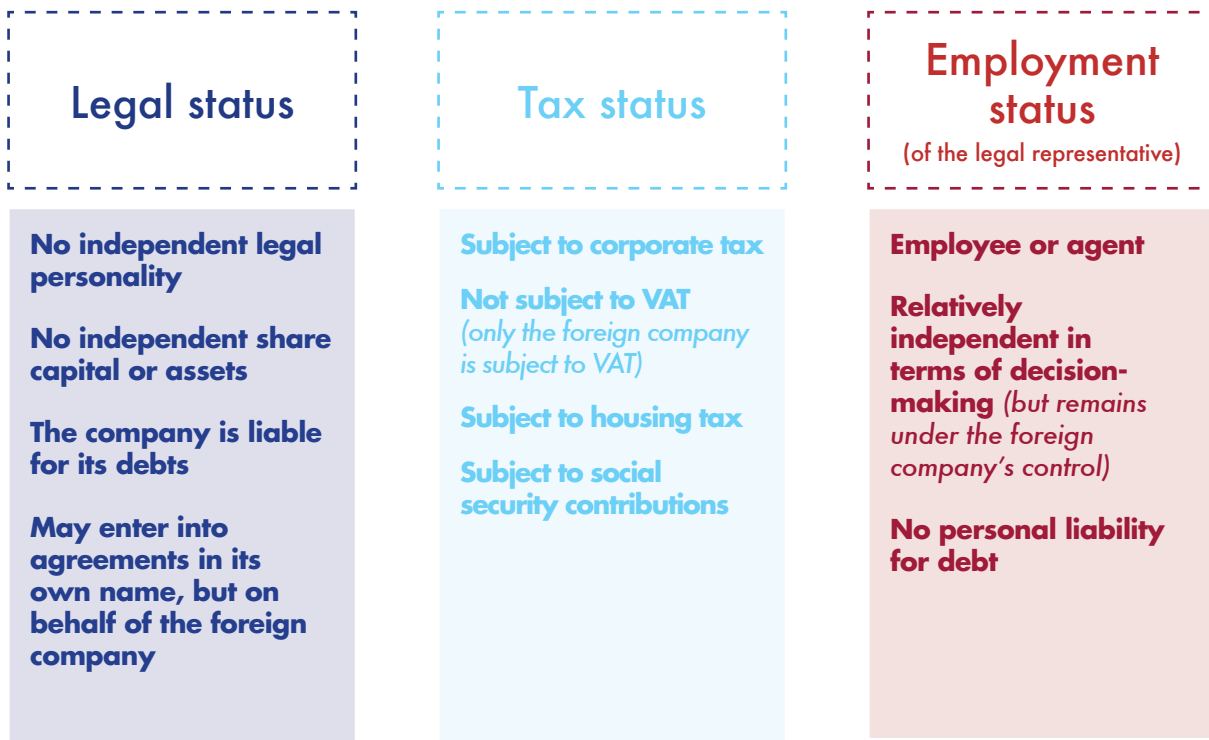 Legal status
No independent legal
personality
No independent share
capital or assets
The company is liable
for its debts
May enter into
agreements in its
own name, but on
behalf of the foreign
company
Tax status
Subject to corporate tax
Not subject to VAT
(only the foreign company
is subject to VAT)
Subject to housing tax
Subject to social
security contributions
Employment
status
(of the legal representative)
Employee or agent
Relatively
independent in
terms of decision-
making (but remains
under the foreign
company’s control)
No personal liability
for debt